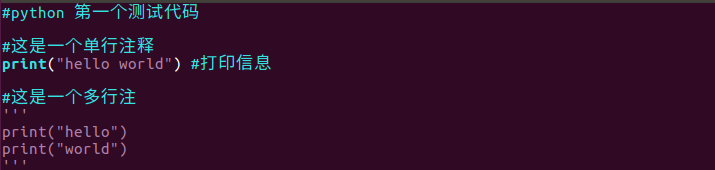 #python 第一个测试代码
#这是一个单行注释
print("hello world") #打印信息
#这是一个多行注
'''
print("hello")
print("world")
'''